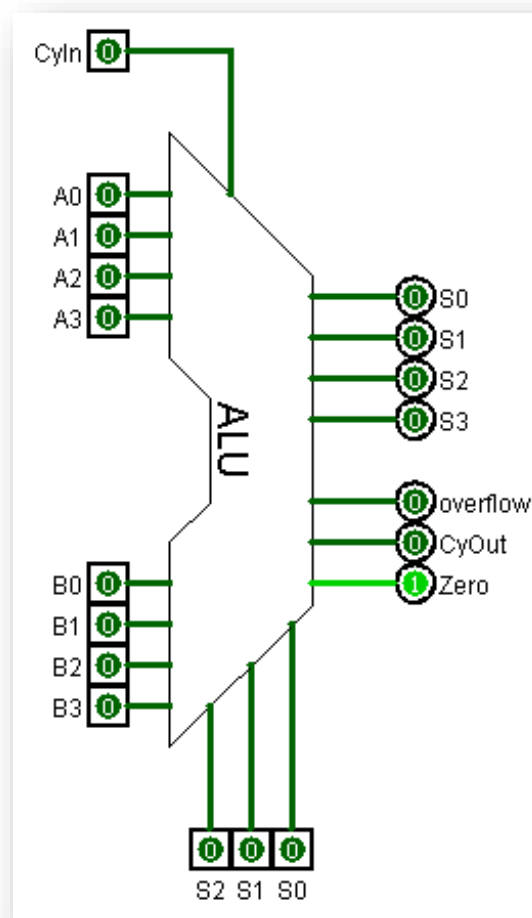 CyIn 0
A0 0
A1 0
A2 0
A3 0
0 S0
0 S1
0 S2
0 S3
ALU
0 overflow
0 CyOut
1 Zero
B0 0
B1 0
B2 0
B3 0
0 0 0
S2 S1 S0